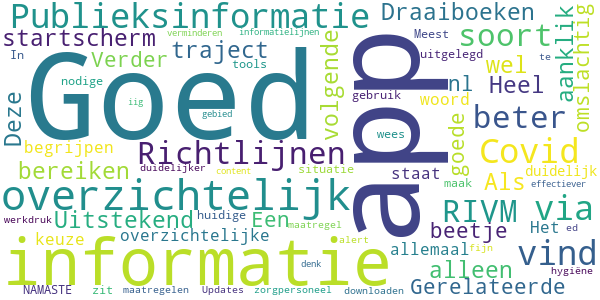 Publieksinformatie
verminderen
informatielijnen
Draaiboeken
startscherm
traject
Meest
soort
aanklik
omslachtig
In
Verder
tools
volgende
uitgelegd
wel
Heel
nl
te
Deze
Goed
nodige
iig
gebied
app
gebruik
woord
goede
beter
wees
begrijpen
Richtlijnen
Covid
bereiken
duidelijker
content
situatie
staat
maak
Als
duidelijk
effectiever
overzichtelijk
RIVM
via
werkdruk
Uitstekend
huidige
Een
maatregel
beetje
Het
ed
keuze
overzichtelijke
alert
allemaal
fijn
vind
informatie
denk
alleen
hygiëne
NAMASTE
zit
maatregelen
Updates
zorgpersoneel
downloaden
Gerelateerde